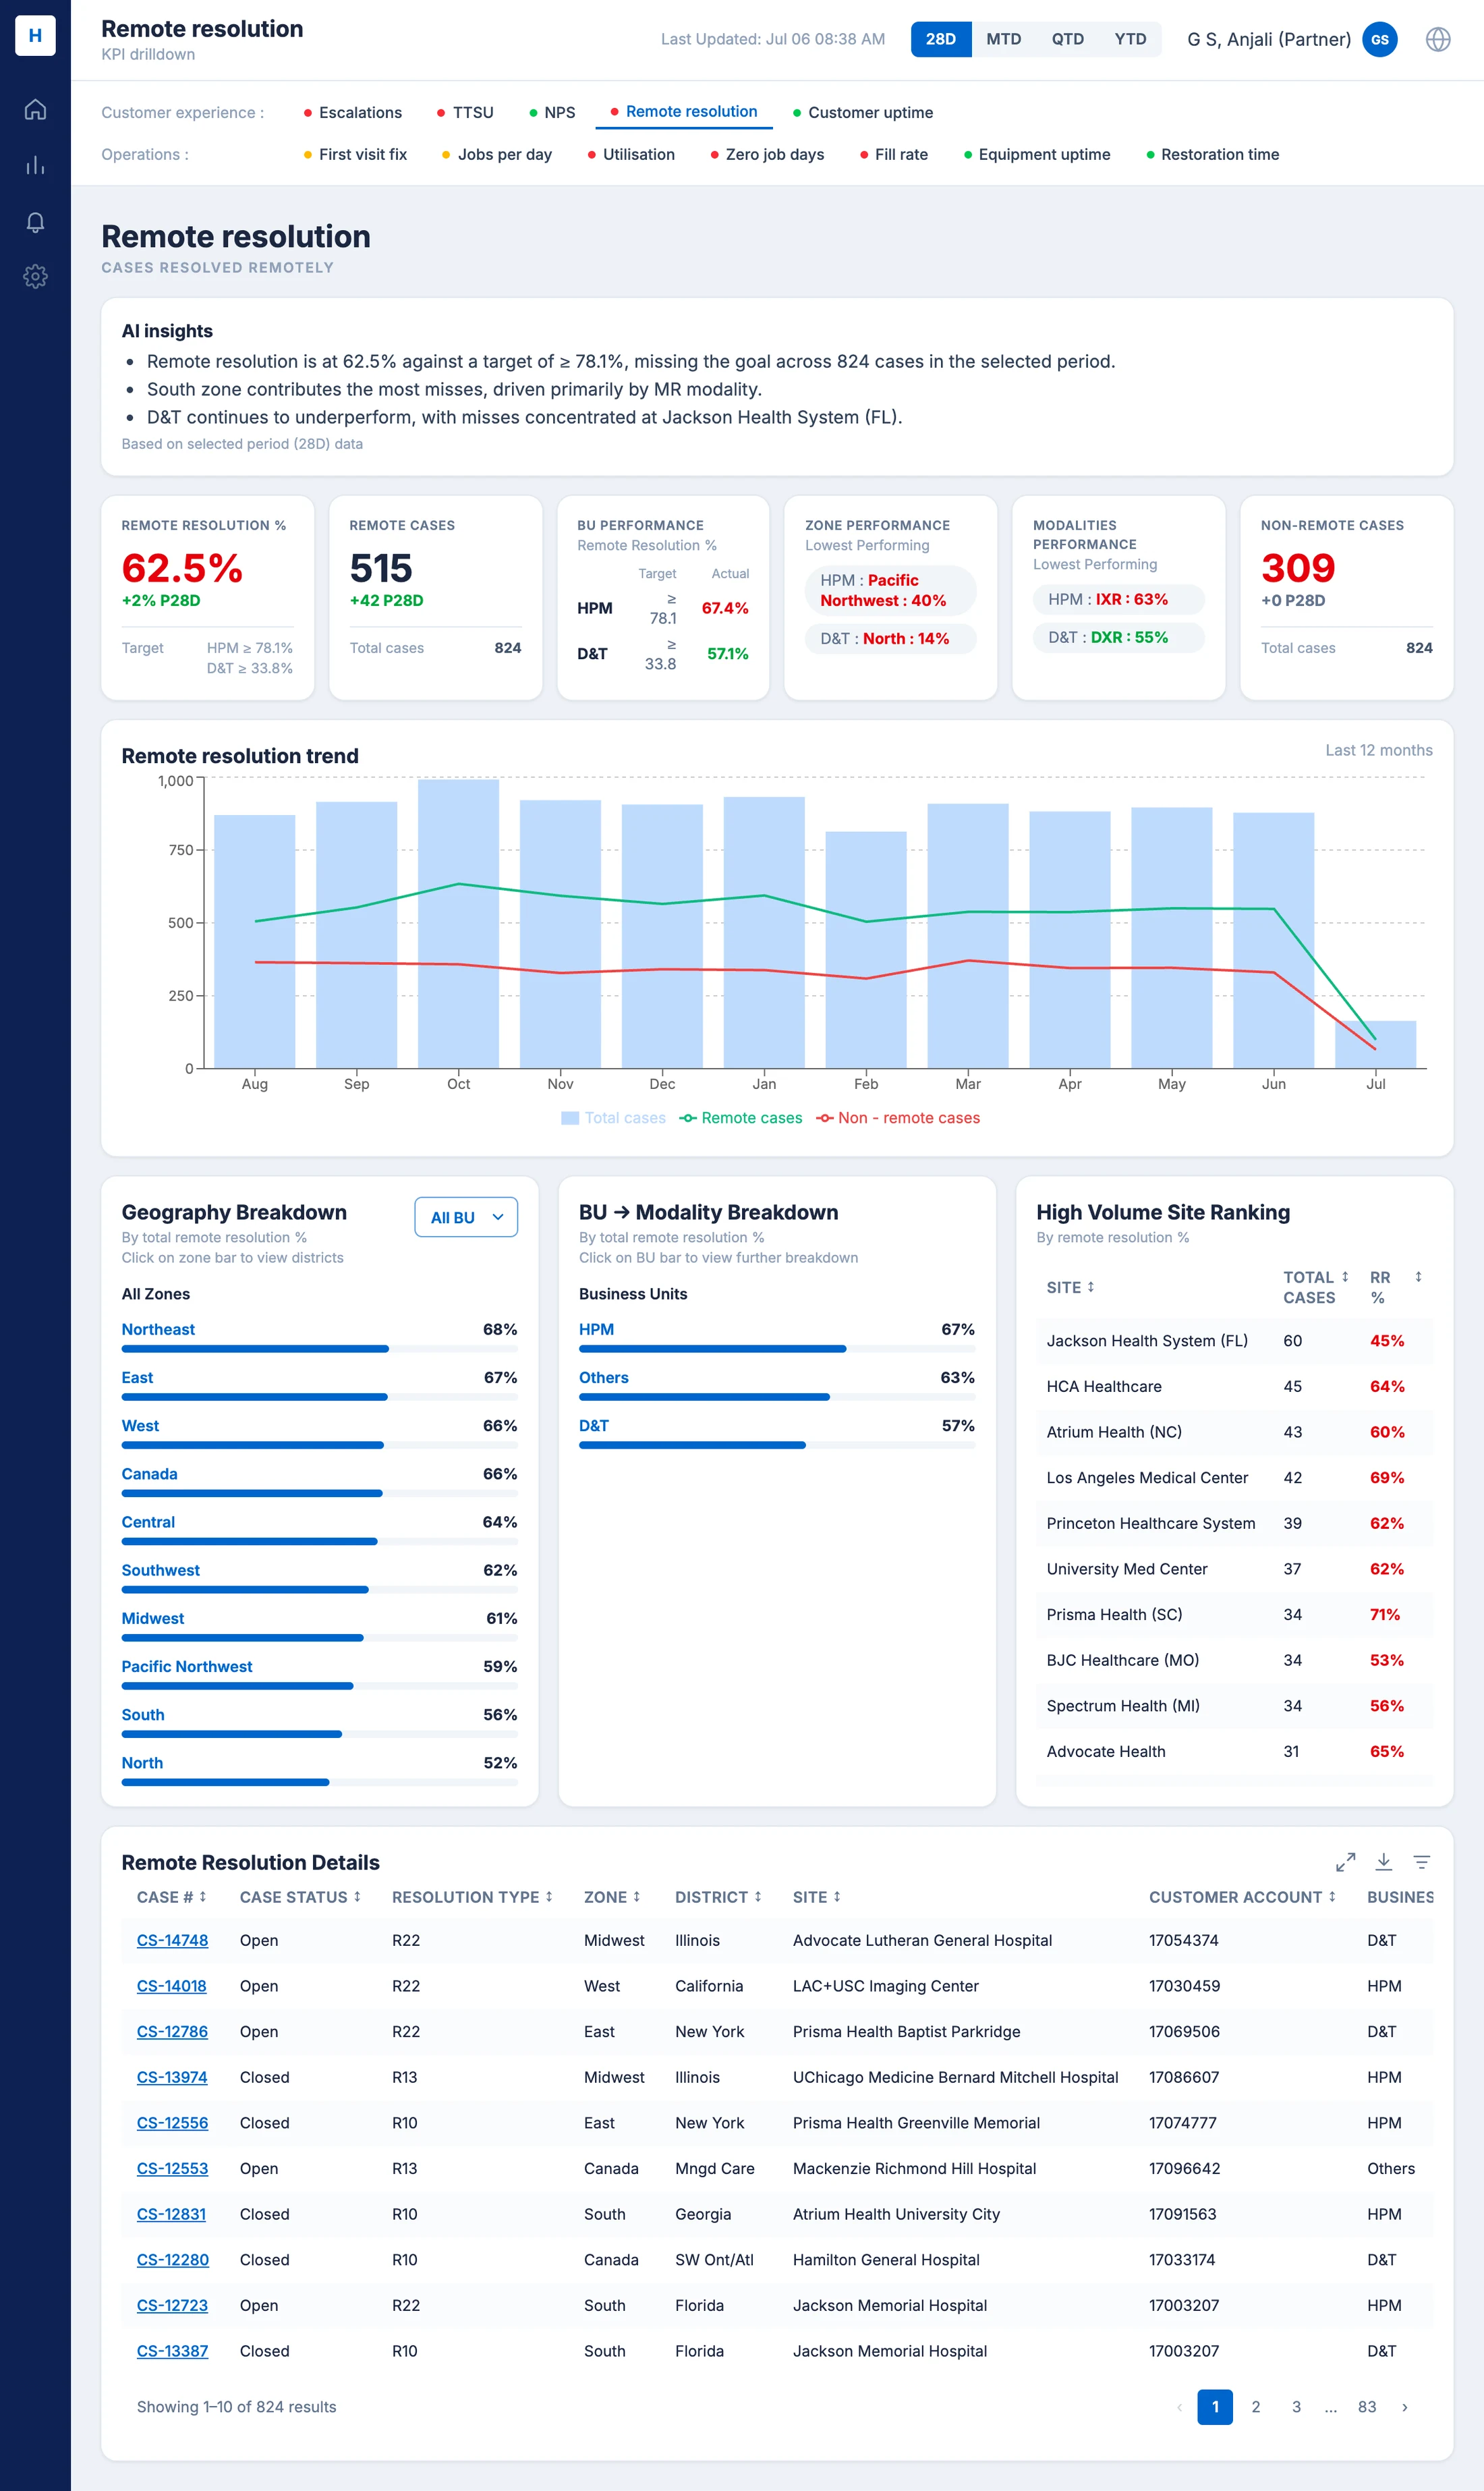 H
Remote resolution
KPI drilldown
Last Updated: Jul 06 08:38 AM
28D MTD QTD YTD
G S, Anjali (Partner) GS
Customer experience : Escalations TTSU NPS Remote resolution Customer uptime
Operations : First visit fix Jobs per day Utilisation Zero job days Fill rate Equipment uptime Restoration time
Remote resolution
CASES RESOLVED REMOTELY
AI insights
• Remote resolution is at 62.5% against a target of ≥ 78.1%, missing the goal across 824 cases in the selected period.
• South zone contributes the most misses, driven primarily by MR modality.
• D&T continues to underperform, with misses concentrated at Jackson Health System (FL).
Based on selected period (28D) data
REMOTE RESOLUTION %
62.5%
+2% P28D
Target HPM ≥ 78.1%
D&T ≥ 33.8%
REMOTE CASES
515
+42 P28D
Total cases 824
BU PERFORMANCE
Remote Resolution %
Target Actual
HPM ≥ 78.1 67.4%
D&T ≥ 33.8 57.1%
ZONE PERFORMANCE
Lowest Performing
HPM : Pacific
Northwest : 40%
D&T : North : 14%
MODALITIES
PERFORMANCE
Lowest Performing
HPM : IXR : 63%
D&T : DXR : 55%
NON-REMOTE CASES
309
+0 P28D
Total cases 824
Remote resolution trend
Last 12 months
1,000
750
500
250
0
Aug Sep Oct Nov Dec Jan Feb Mar Apr May Jun Jul
Total cases Remote cases Non - remote cases
Geography Breakdown
All BU
By total remote resolution %
Click on zone bar to view districts
All Zones
Northeast 68%
East 67%
West 66%
Canada 66%
Central 64%
Southwest 62%
Midwest 61%
Pacific Northwest 59%
South 56%
North 52%
BU → Modality Breakdown
By total remote resolution %
Click on BU bar to view further breakdown
Business Units
HPM 67%
Others 63%
D&T 57%
High Volume Site Ranking
By remote resolution %
SITE TOTAL CASES RR %
Jackson Health System (FL) 60 45%
HCA Healthcare 45 64%
Atrium Health (NC) 43 60%
Los Angeles Medical Center 42 69%
Princeton Healthcare System 39 62%
University Med Center 37 62%
Prisma Health (SC) 34 71%
BJC Healthcare (MO) 34 53%
Spectrum Health (MI) 34 56%
Advocate Health 31 65%
Remote Resolution Details
CASE # CASE STATUS RESOLUTION TYPE ZONE DISTRICT SITE CUSTOMER ACCOUNT BUSINES
CS-14748 Open R22 Midwest Illinois Advocate Lutheran General Hospital 17054374 D&T
CS-14018 Open R22 West California LAC+USC Imaging Center 17030459 HPM
CS-12786 Open R22 East New York Prisma Health Baptist Parkridge 17069506 D&T
CS-13974 Closed R13 Midwest Illinois UChicago Medicine Bernard Mitchell Hospital 17086607 HPM
CS-12556 Closed R10 East New York Prisma Health Greenville Memorial 17074777 HPM
CS-12553 Open R13 Canada Mngd Care Mackenzie Richmond Hill Hospital 17096642 Others
CS-12831 Closed R10 South Georgia Atrium Health University City 17091563 HPM
CS-12280 Closed R10 Canada SW Ont/Atl Hamilton General Hospital 17033174 D&T
CS-12723 Open R22 South Florida Jackson Memorial Hospital 17003207 HPM
CS-13387 Closed R10 South Florida Jackson Memorial Hospital 17003207 D&T
Showing 1–10 of 824 results
‹ 1 2 3 ... 83 ›